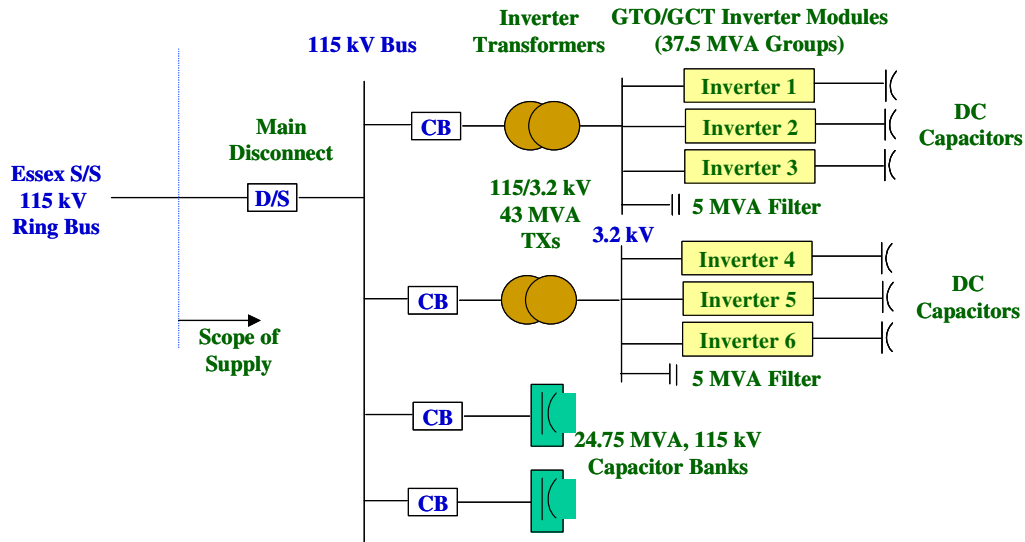 Inverter
Transformers
GTO/GCT Inverter Modules
(37.5 MVA Groups)
115 kV Bus
Inverter 1
CB
Inverter 2
DC
Capacitors
Main
Disconnect
Inverter 3
Essex S/S
115 kV
Ring Bus
D/S
115/3.2 kV
43 MVA
TXs
5 MVA Filter
3.2 kV
Inverter 4
CB
Inverter 5
DC
Capacitors
Scope of
Supply
Inverter 6
5 MVA Filter
CB
24.75 MVA, 115 kV
Capacitor Banks
CB